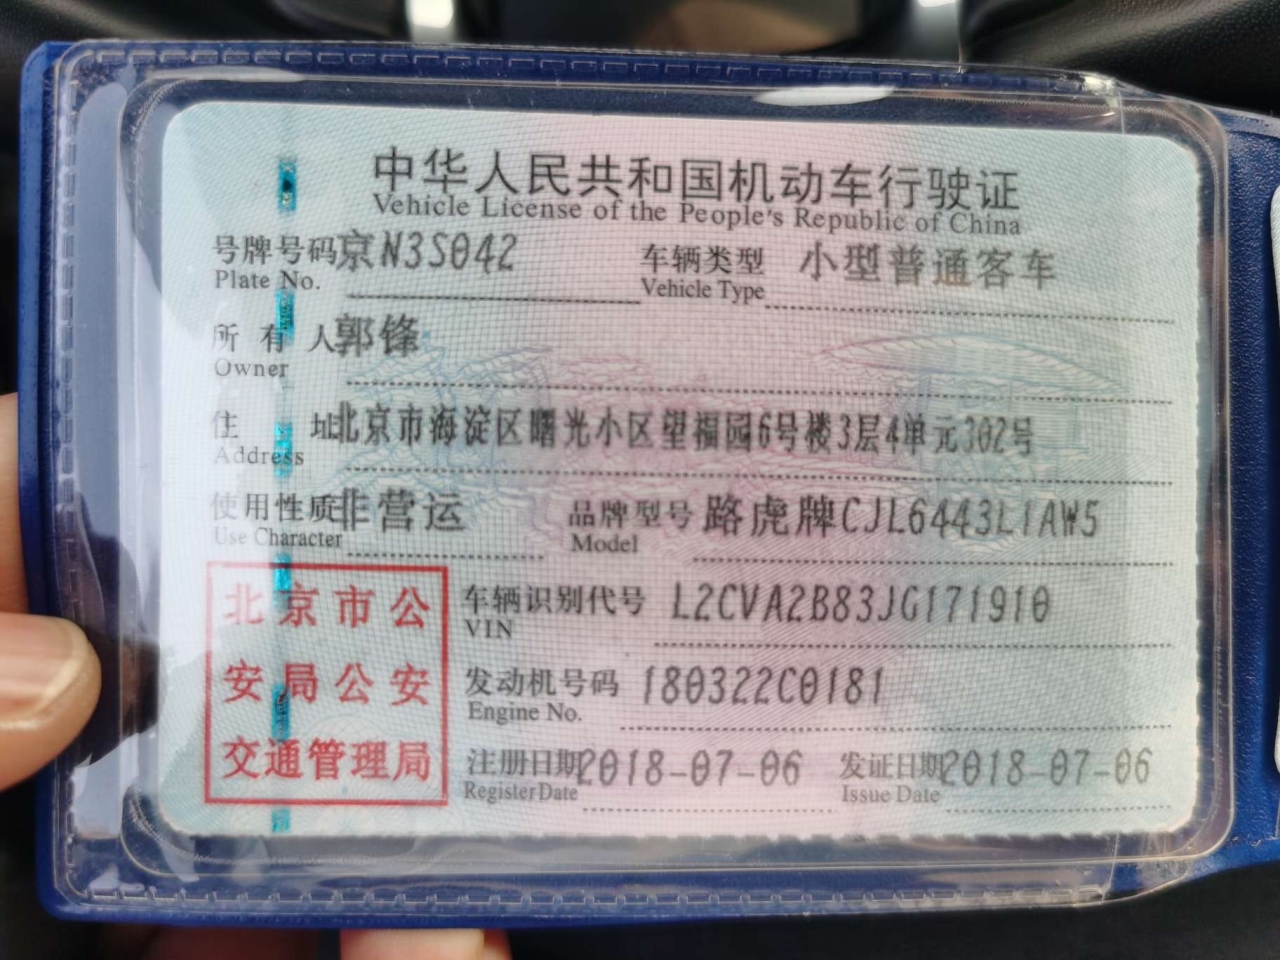 中华人民共和国机动车行驶证
Vehicle License of the People's Republic of China
号牌号码 京N3S042 车辆类型 小型普通客车
Plate No. Vehicle Type
所有人 郭锋
Owner
住址 北京市海淀区曙光小区望福园6号楼3层4单元302号
Address
使用性质 非营运 品牌型号 路虎牌CJL6443L1AW5
Use Character Model
北京市公
安局公安
交通管理局
车辆识别代号 L2CVA2B83JG171910
VIN
发动机号码 180322C0181
Engine No.
注册日期 2018-07-06 发证日期 2018-07-06
Register Date Issue Date